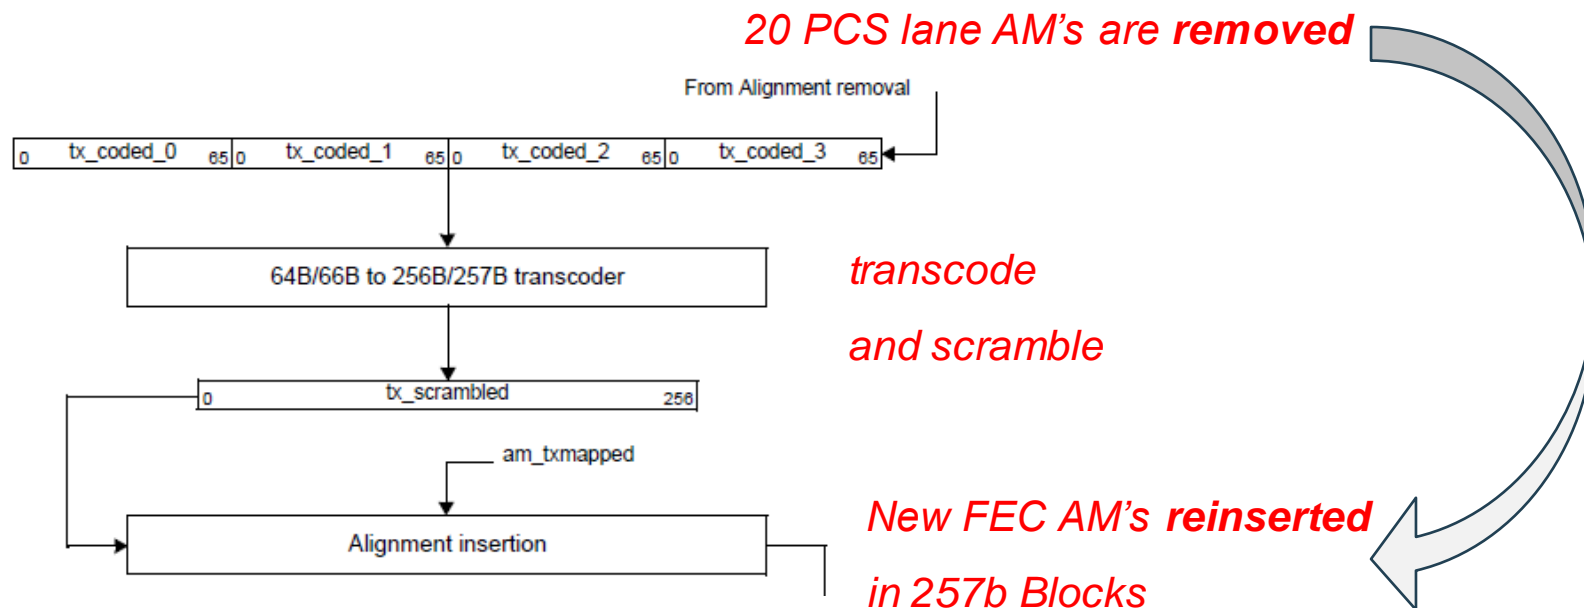 20 PCS lane AM's are removed
From Alignment removal
0 tx_coded_0 65 0 tx_coded_1 65 0 tx_coded_2 65 0 tx_coded_3 65
64B/66B to 256B/257B transcoder
transcode
and scramble
0 tx_scrambled 256
am_txmapped
New FEC AM's reinserted
Alignment insertion
in 257b Blocks